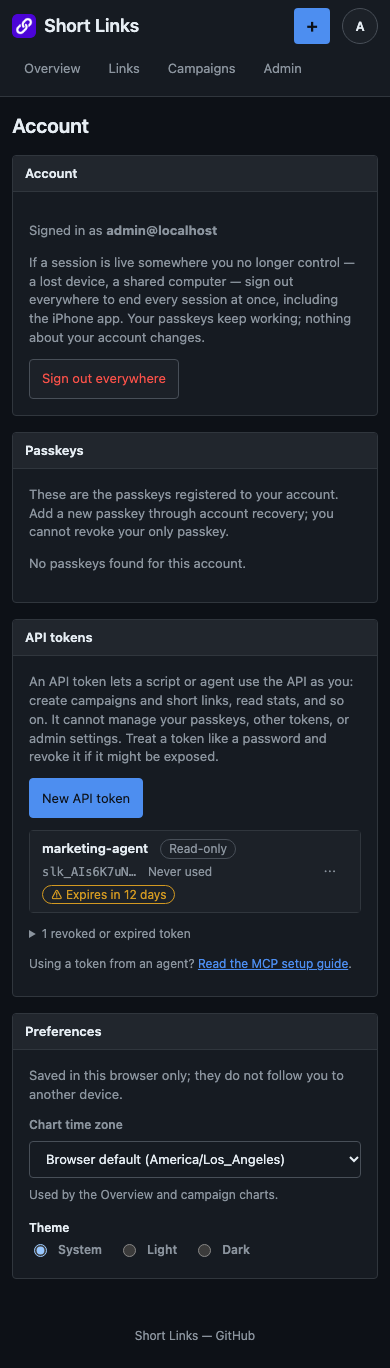 Short Links
+
A
Overview Links Campaigns Admin
Account
Account
Signed in as admin@localhost
If a session is live somewhere you no longer control —
a lost device, a shared computer — sign out
everywhere to end every session at once, including
the iPhone app. Your passkeys keep working; nothing
about your account changes.
Sign out everywhere
Passkeys
These are the passkeys registered to your account.
Add a new passkey through account recovery; you
cannot revoke your only passkey.
No passkeys found for this account.
API tokens
An API token lets a script or agent use the API as you:
create campaigns and short links, read stats, and so
on. It cannot manage your passkeys, other tokens, or
admin settings. Treat a token like a password and
revoke it if it might be exposed.
New API token
marketing-agent Read-only
slk_AIs6K7uN… Never used ···
⚠ Expires in 12 days
▶ 1 revoked or expired token
Using a token from an agent? Read the MCP setup guide.
Preferences
Saved in this browser only; they do not follow you to
another device.
Chart time zone
Browser default (America/Los_Angeles)
Used by the Overview and campaign charts.
Theme
System Light Dark
Short Links — GitHub